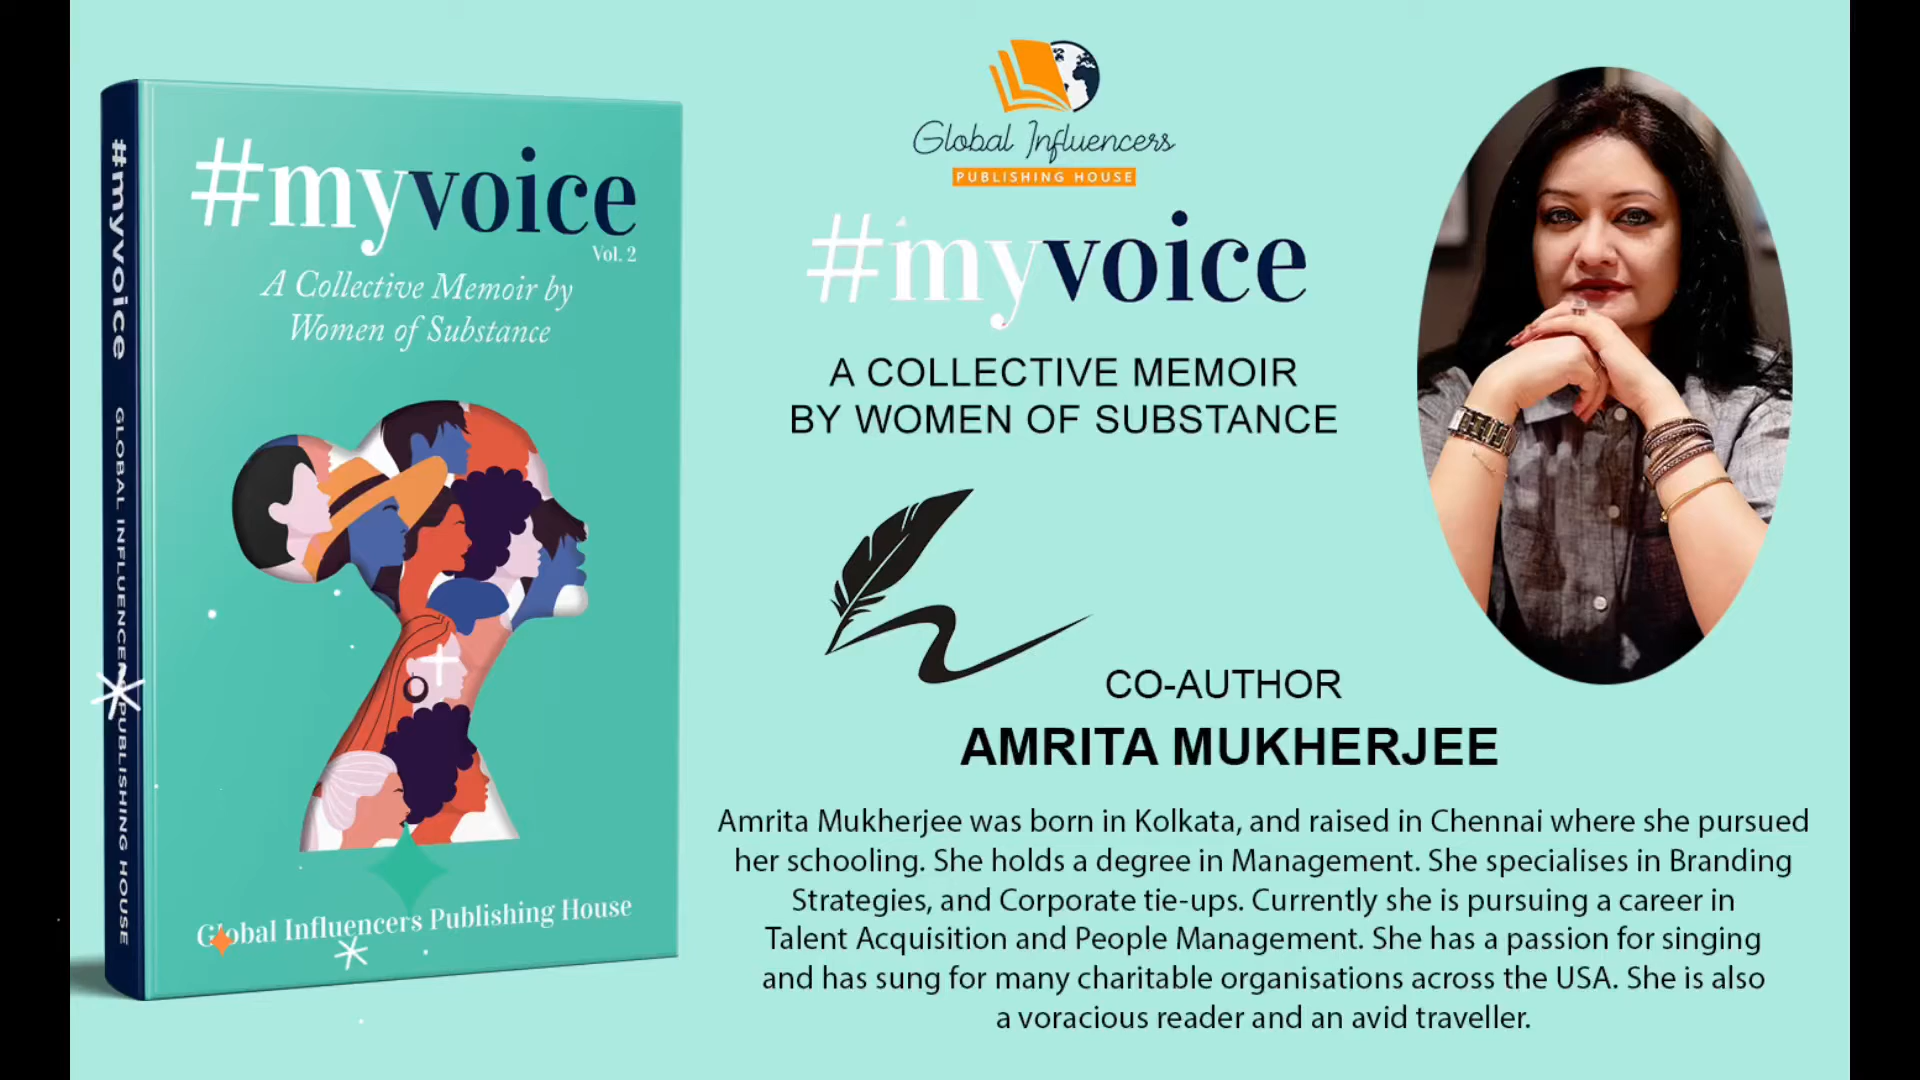 #myvoice
GLOBAL INFLUENCERS PUBLISHING HOUSE
#myvoice
Vol. 2
A Collective Memoir by
Women of Substance
Global Influencers Publishing House
Global Influencers
PUBLISHING HOUSE
#myvoice
A COLLECTIVE MEMOIR
BY WOMEN OF SUBSTANCE
CO-AUTHOR
AMRITA MUKHERJEE
Amrita Mukherjee was born in Kolkata, and raised in Chennai where she pursued
her schooling. She holds a degree in Management. She specialises in Branding
Strategies, and Corporate tie-ups. Currently she is pursuing a career in
Talent Acquisition and People Management. She has a passion for singing
and has sung for many charitable organisations across the USA. She is also
a voracious reader and an avid traveller.